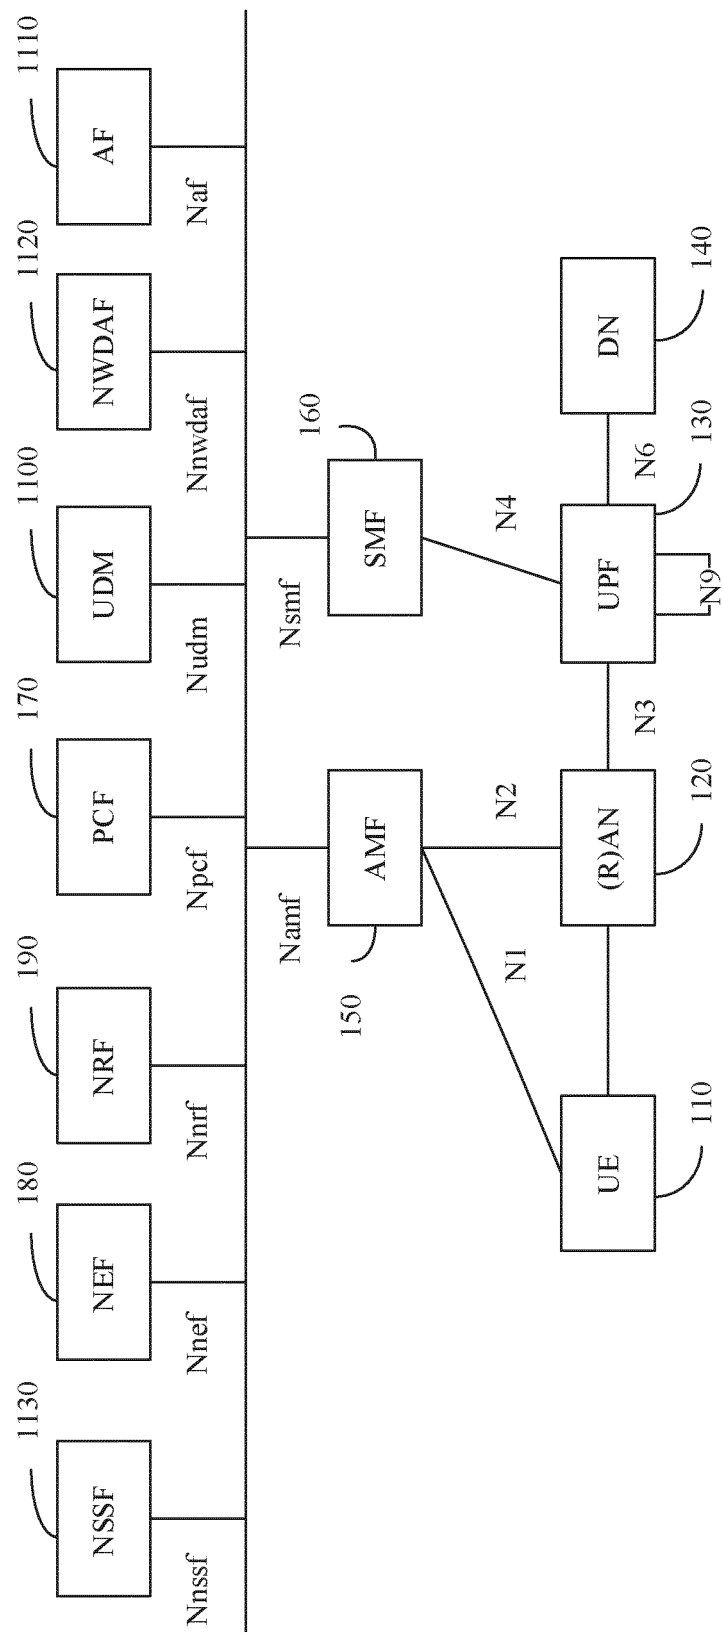 1130
180
190
170
1100
1120
1110
NSSF
NEF
NRF
PCF
UDM
NWDAF
AF
Nnssf
Nnef
Nnrf
Npcf
Nudm
Nnwdaf
Naf
Namf
Nsmf
150
AMF
SMF
160
N1
N2
N4
UE
(R)AN
UPF
DN
N3
N6
110
120
N9
130
140